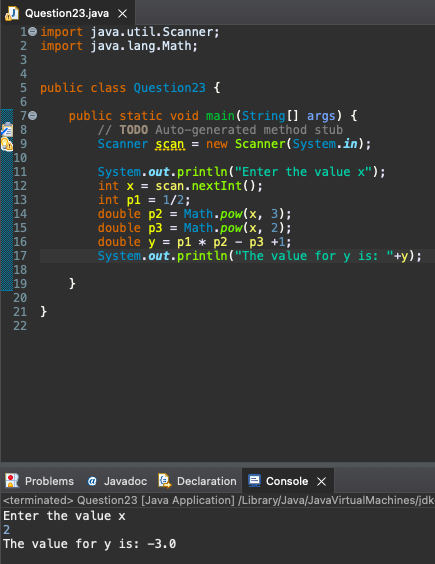 Question23.java
1 import java.util.Scanner;
2 import java.lang.Math;
3
4
5 public class Question23 {
6
7 public static void main(String[] args) {
8 // TODO Auto-generated method stub
9 Scanner scan = new Scanner(System.in);
10
11 System.out.println("Enter the value x");
12 int x = scan.nextInt();
13 int p1 = 1/2;
14 double p2 = Math.pow(x, 3);
15 double p3 = Math.pow(x, 2);
16 double y = p1 * p2 - p3 +1;
17 System.out.println("The value for y is: "+y);
18
19 }
20
21 }
22
Problems @ Javadoc Declaration Console
<terminated> Question23 [Java Application] /Library/Java/JavaVirtualMachines/jdk
Enter the value x
2
The value for y is: -3.0